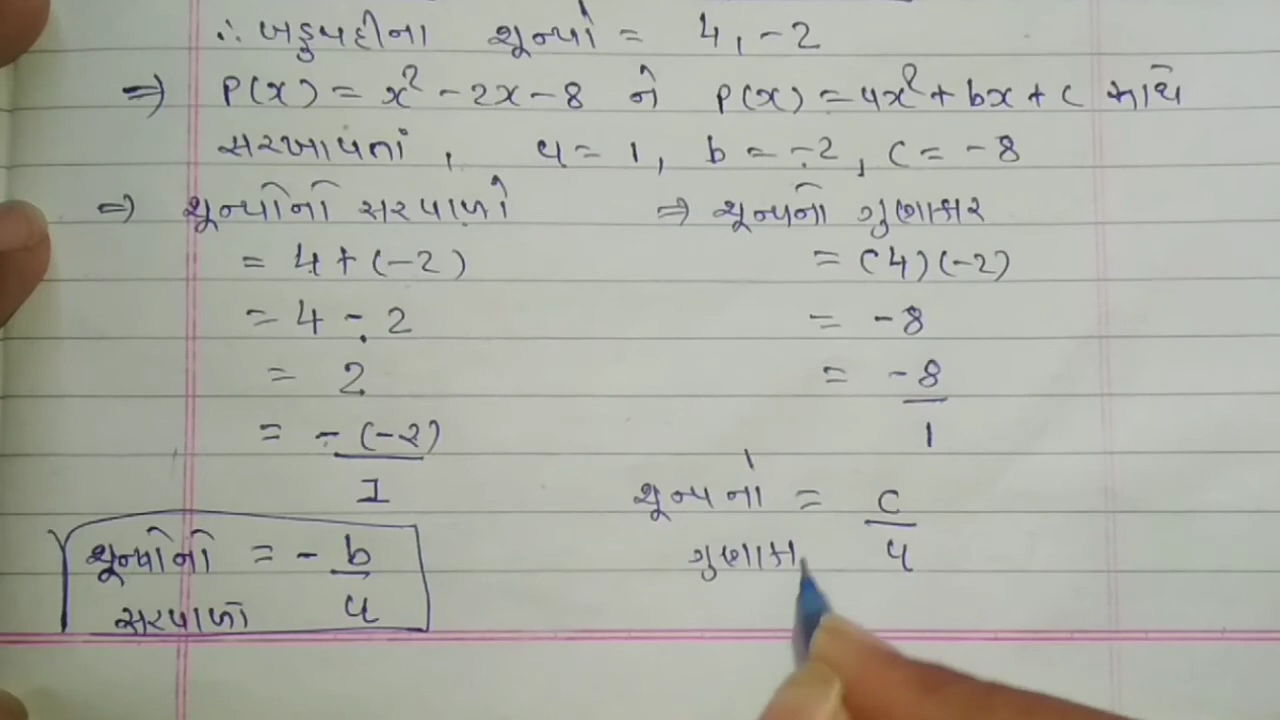 ∴ બહુપદીના શૂન્યો = 4, -2
⇒ P(x) = x² - 2x - 8 ને P(x) = ax² + bx + c સાથે
સરખાવતાં, a = 1, b = -2, c = -8
⇒ શૂન્યોનો સરવાળો
= 4 + (-2)
= 4 - 2
= 2
= -(-2)/1
શૂન્યોનો = - b/a
સરવાળો
⇒ શૂન્યનો ગુણાકાર
= (4)(-2)
= -8
= -8/1
શૂન્યનો = c/a
ગુણાકા